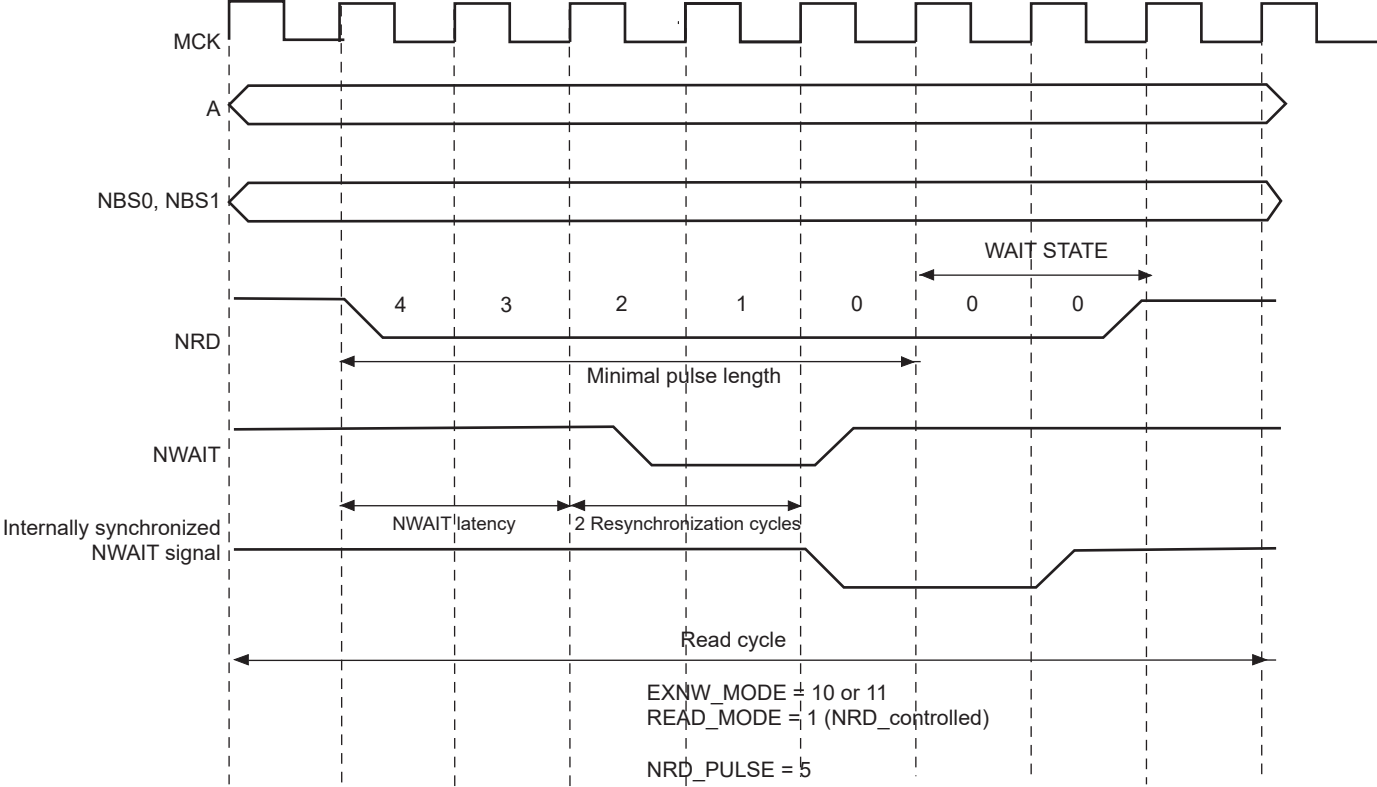 MCK
A
NBS0, NBS1
WAIT STATE
4 3 2 1 0 0 0
NRD
Minimal pulse length
NWAIT
NWAIT latency
2 Resynchronization cycles
Internally synchronized
NWAIT signal
Read cycle
EXNW_MODE = 10 or 11
READ_MODE = 1 (NRD_controlled)
NRD_PULSE = 5